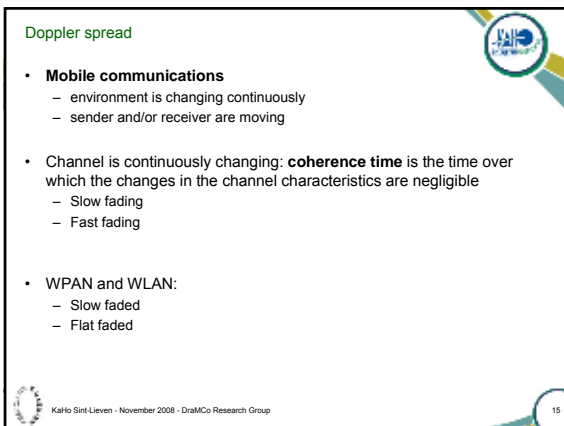 Doppler spread
• Mobile communications
– environment is changing continuously
– sender and/or receiver are moving
• Channel is continuously changing: coherence time is the time over
which the changes in the channel characteristics are negligible
– Slow fading
– Fast fading
• WPAN and WLAN:
– Slow faded
– Flat faded
KaHo Sint-Lieven - November 2008 - DraMCo Research Group
15